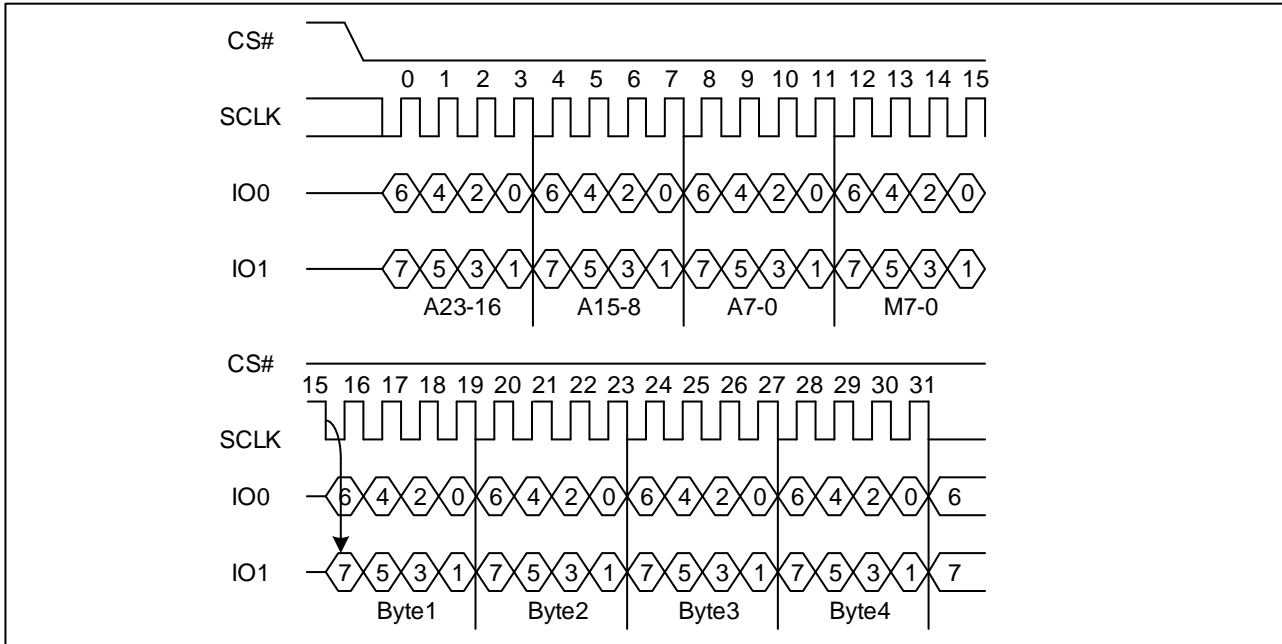 CS#
0 1 2 3 4 5 6 7 8 9 10 11 12 13 14 15
SCLK
IO0 6 4 2 0 6 4 2 0 6 4 2 0 6 4 2 0
IO1 7 5 3 1 7 5 3 1 7 5 3 1 7 5 3 1
A23-16 A15-8 A7-0 M7-0
CS#
15 16 17 18 19 20 21 22 23 24 25 26 27 28 29 30 31
SCLK
IO0 6 4 2 0 6 4 2 0 6 4 2 0 6 4 2 0 6
IO1 7 5 3 1 7 5 3 1 7 5 3 1 7 5 3 1 7
Byte1 Byte2 Byte3 Byte4